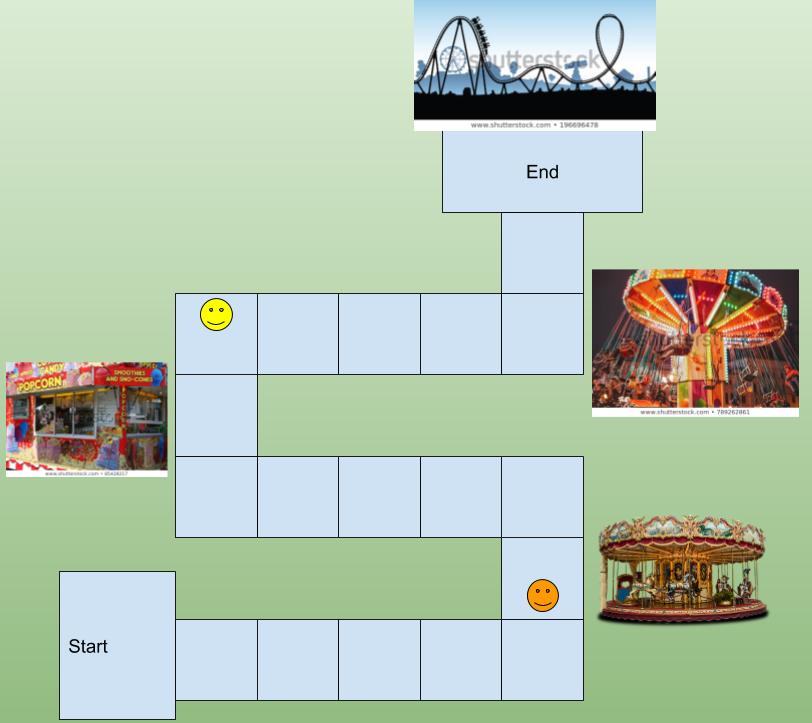 shutterstock
www.shutterstock.com • 196696478
End
www.shutterstock.com • 789262861
CANDY
POPCORN
SMOOTHIES
AND SNO-CONES
Start